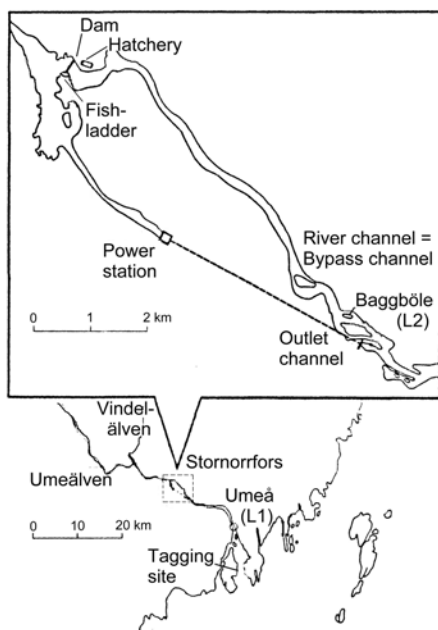 Dam
Hatchery
Fish-
ladder
Power
station
River channel =
Bypass channel
Baggböle
(L2)
Outlet
channel
0 1 2 km
Vindel-
älven
Umeälven
Stornorrfors
Umeå
(L1)
0 10 20 km
Tagging
site